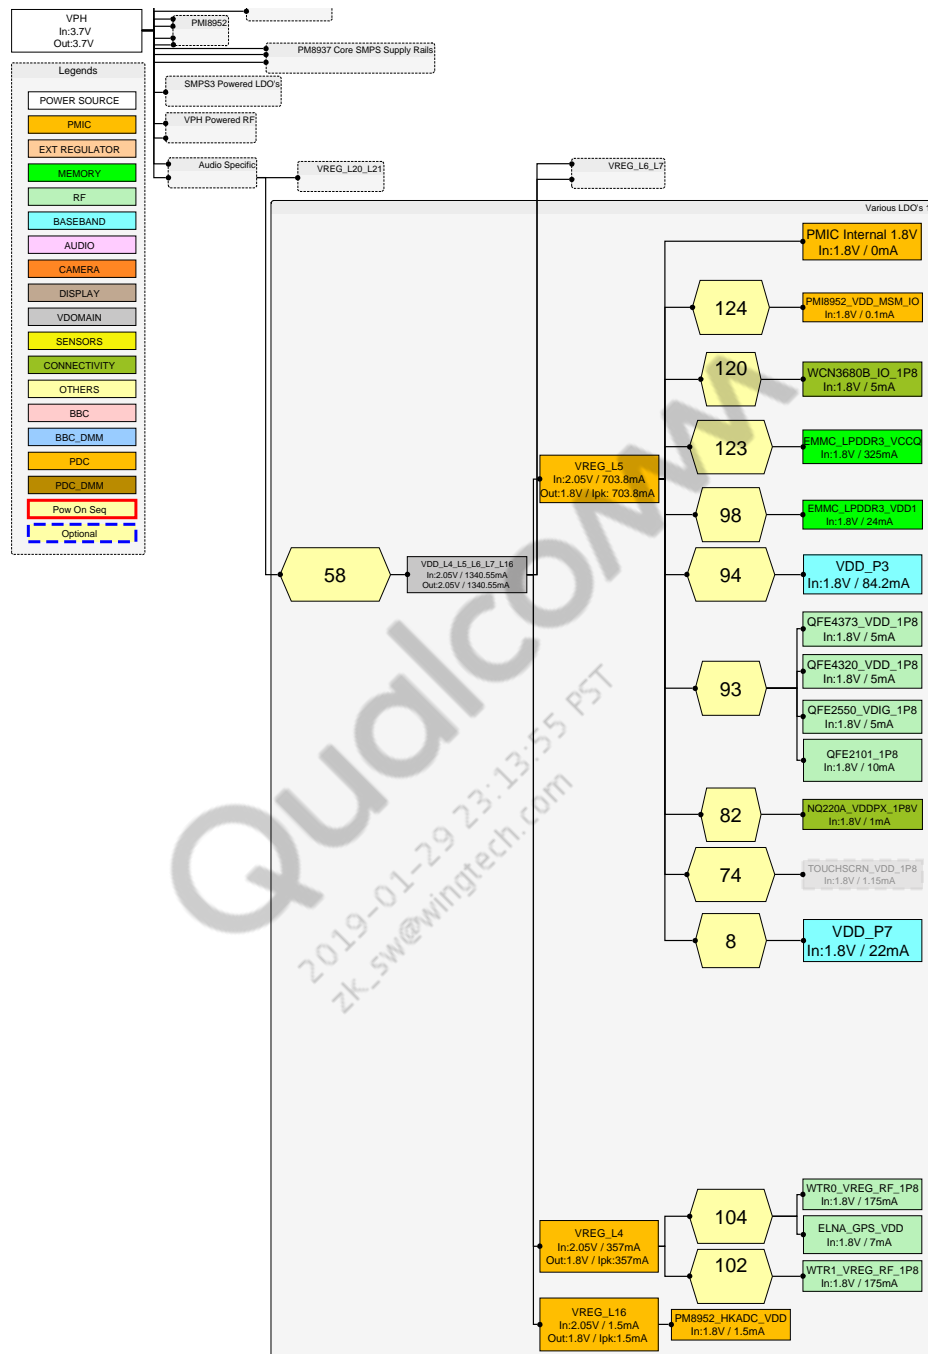 VPH
In:3.7V
Out:3.7V
PMI8952
PM8937 Core SMPS Supply Rails
Legends
POWER SOURCE
PMIC
EXT REGULATOR
MEMORY
RF
BASEBAND
AUDIO
CAMERA
DISPLAY
VDOMAIN
SENSORS
CONNECTIVITY
OTHERS
BBC
BBC_DMM
PDC
PDC_DMM
Pow On Seq
Optional
SMPS3 Powered LDO's
VPH Powered RF
Audio Specific
VREG_L20_L21
VREG_L6_L7
Various LDO's 1
PMIC Internal 1.8V
In:1.8V / 0mA
124
PMI8952_VDD_MSM_IO
In:1.8V / 0.1mA
120
WCN3680B_IO_1P8
In:1.8V / 5mA
123
EMMC_LPDDR3_VCCQ
In:1.8V / 325mA
VREG_L5
In:2.05V / 703.8mA
Out:1.8V / Ipk: 703.8mA
98
EMMC_LPDDR3_VDD1
In:1.8V / 24mA
58
VDD_L4_L5_L6_L7_L16
In:2.05V / 1340.55mA
Out:2.05V / 1340.55mA
94
VDD_P3
In:1.8V / 84.2mA
93
QFE4373_VDD_1P8
In:1.8V / 5mA
QFE4320_VDD_1P8
In:1.8V / 5mA
QFE2550_VDIG_1P8
In:1.8V / 5mA
QFE2101_1P8
In:1.8V / 10mA
82
NQ220A_VDDPX_1P8V
In:1.8V / 1mA
74
TOUCHSCRN_VDD_1P8
In:1.8V / 1.15mA
8
VDD_P7
In:1.8V / 22mA
Qualcomm
2019-01-29 23:13:55 PST
zk_sw@wingtech.com
104
WTR0_VREG_RF_1P8
In:1.8V / 175mA
ELNA_GPS_VDD
In:1.8V / 7mA
VREG_L4
In:2.05V / 357mA
Out:1.8V / Ipk:357mA
102
WTR1_VREG_RF_1P8
In:1.8V / 175mA
VREG_L16
In:2.05V / 1.5mA
Out:1.8V / Ipk:1.5mA
PM8952_HKADC_VDD
In:1.8V / 1.5mA